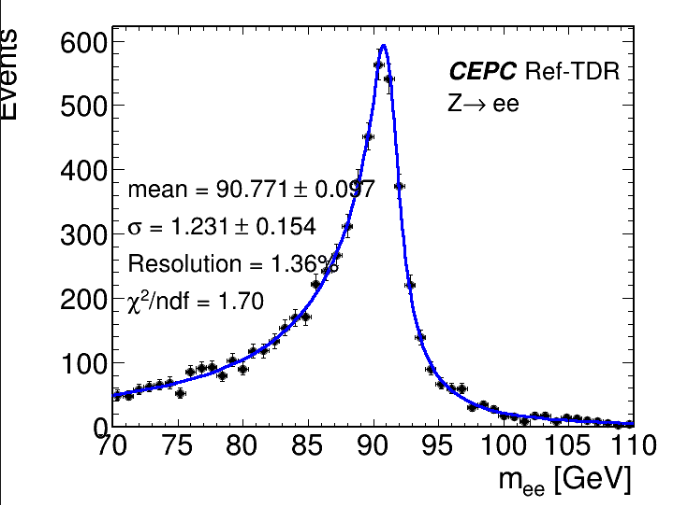 Events
600
500
400
300
200
100
0
CEPC Ref-TDR
Z→ ee
mean = 90.771 ± 0.097
σ = 1.231 ± 0.154
Resolution = 1.36%
χ²/ndf = 1.70
70 75 80 85 90 95 100 105 110
m_ee [GeV]